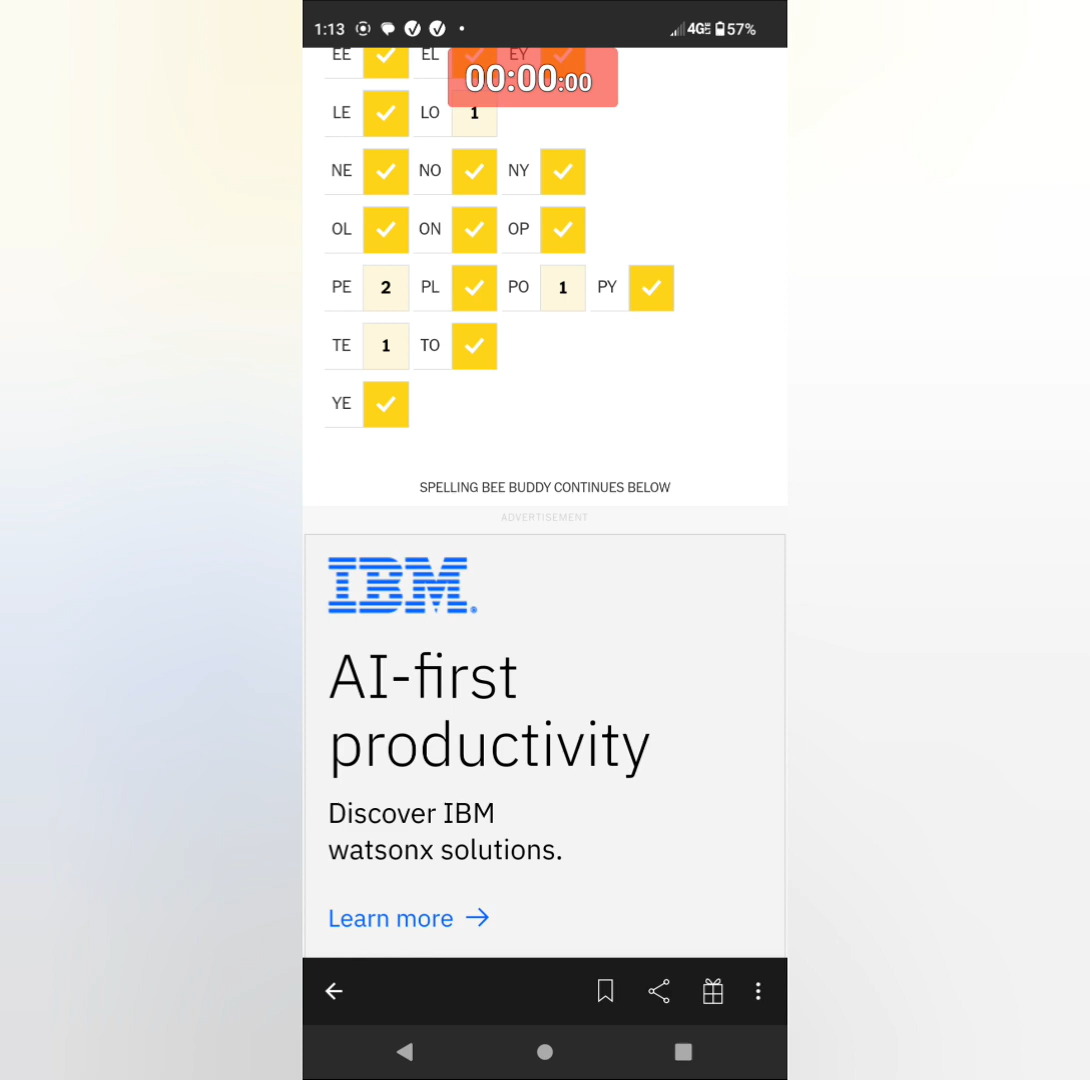 1:13 4GE 57%
EE EL EY
00:00:00
LE LO 1
NE NO NY
OL ON OP
PE 2 PL PO 1 PY
TE 1 TO
YE
SPELLING BEE BUDDY CONTINUES BELOW
ADVERTISEMENT
IBM®
AI-first
productivity
Discover IBM
watsonx solutions.
Learn more →